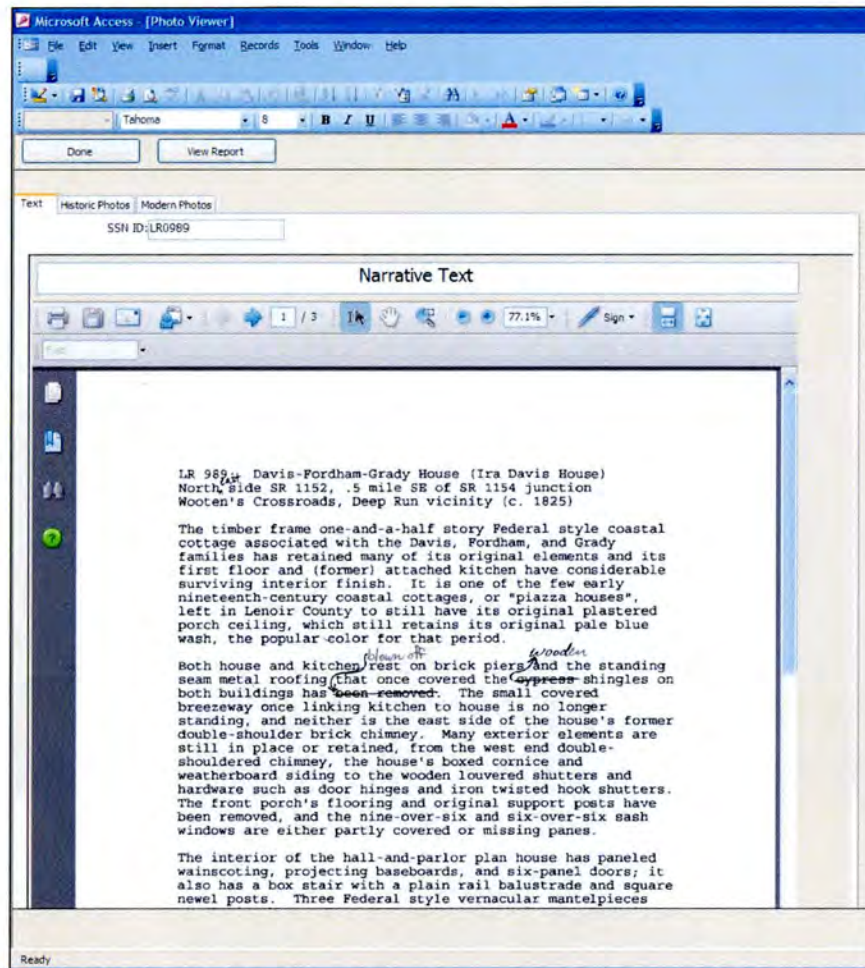 Microsoft Access - [Photo Viewer]
File Edit View Insert Format Records Tools Window Help
Tahoma 8 B I U A
Done View Report
Text Historic Photos Modern Photos
SSN ID: LR0989
Narrative Text
1 / 3 77.1% Sign
LR 989: Davis-Fordham-Grady House (Ira Davis House)
east
North side SR 1152, .5 mile SE of SR 1154 junction
Wooten's Crossroads, Deep Run vicinity (c. 1825)
The timber frame one-and-a-half story Federal style coastal
cottage associated with the Davis, Fordham, and Grady
families has retained many of its original elements and its
first floor and (former) attached kitchen have considerable
surviving interior finish. It is one of the few early
nineteenth-century coastal cottages, or "piazza houses",
left in Lenoir County to still have its original plastered
porch ceiling, which still retains its original pale blue
wash, the popular color for that period.
blown off wooden
Both house and kitchen rest on brick piers and the standing
seam metal roofing that once covered the cypress shingles on
both buildings has been removed. The small covered
breezeway once linking kitchen to house is no longer
standing, and neither is the east side of the house's former
double-shoulder brick chimney. Many exterior elements are
still in place or retained, from the west end double-
shouldered chimney, the house's boxed cornice and
weatherboard siding to the wooden louvered shutters and
hardware such as door hinges and iron twisted hook shutters.
The front porch's flooring and original support posts have
been removed, and the nine-over-six and six-over-six sash
windows are either partly covered or missing panes.
The interior of the hall-and-parlor plan house has paneled
wainscoting, projecting baseboards, and six-panel doors; it
also has a box stair with a plain rail balustrade and square
newel posts. Three Federal style vernacular mantelpieces
Ready